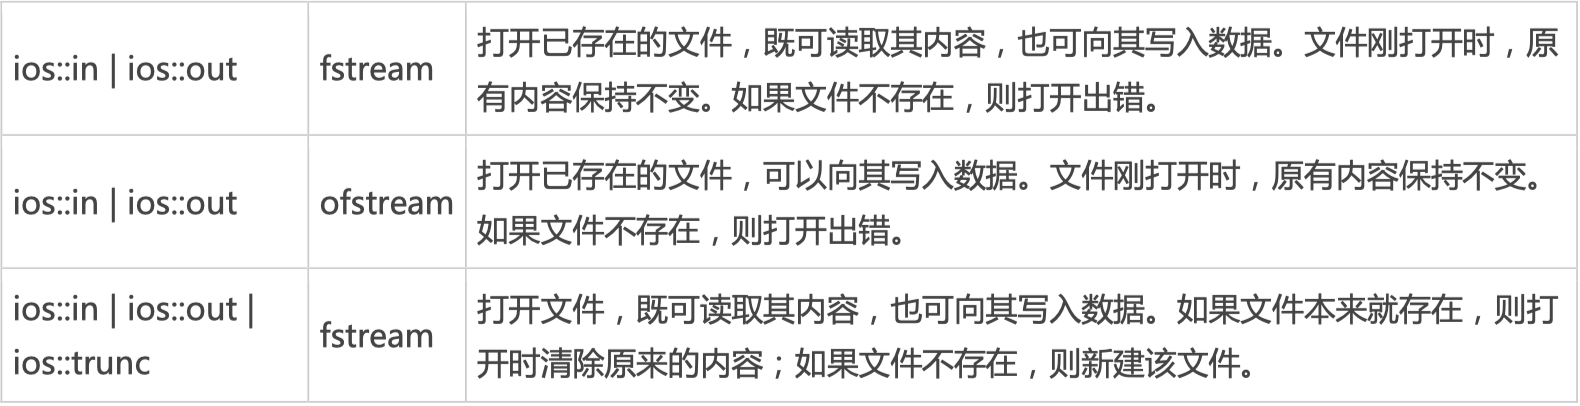 ios::in | ios::out
fstream
打开已存在的文件，既可读取其内容，也可向其写入数据。文件刚打开时，原
有内容保持不变。如果文件不存在，则打开出错。
ios::in | ios::out
ofstream
打开已存在的文件，可以向其写入数据。文件刚打开时，原有内容保持不变。
如果文件不存在，则打开出错。
ios::in | ios::out |
ios::trunc
fstream
打开文件，既可读取其内容，也可向其写入数据。如果文件本来就存在，则打
开时清除原来的内容；如果文件不存在，则新建该文件。